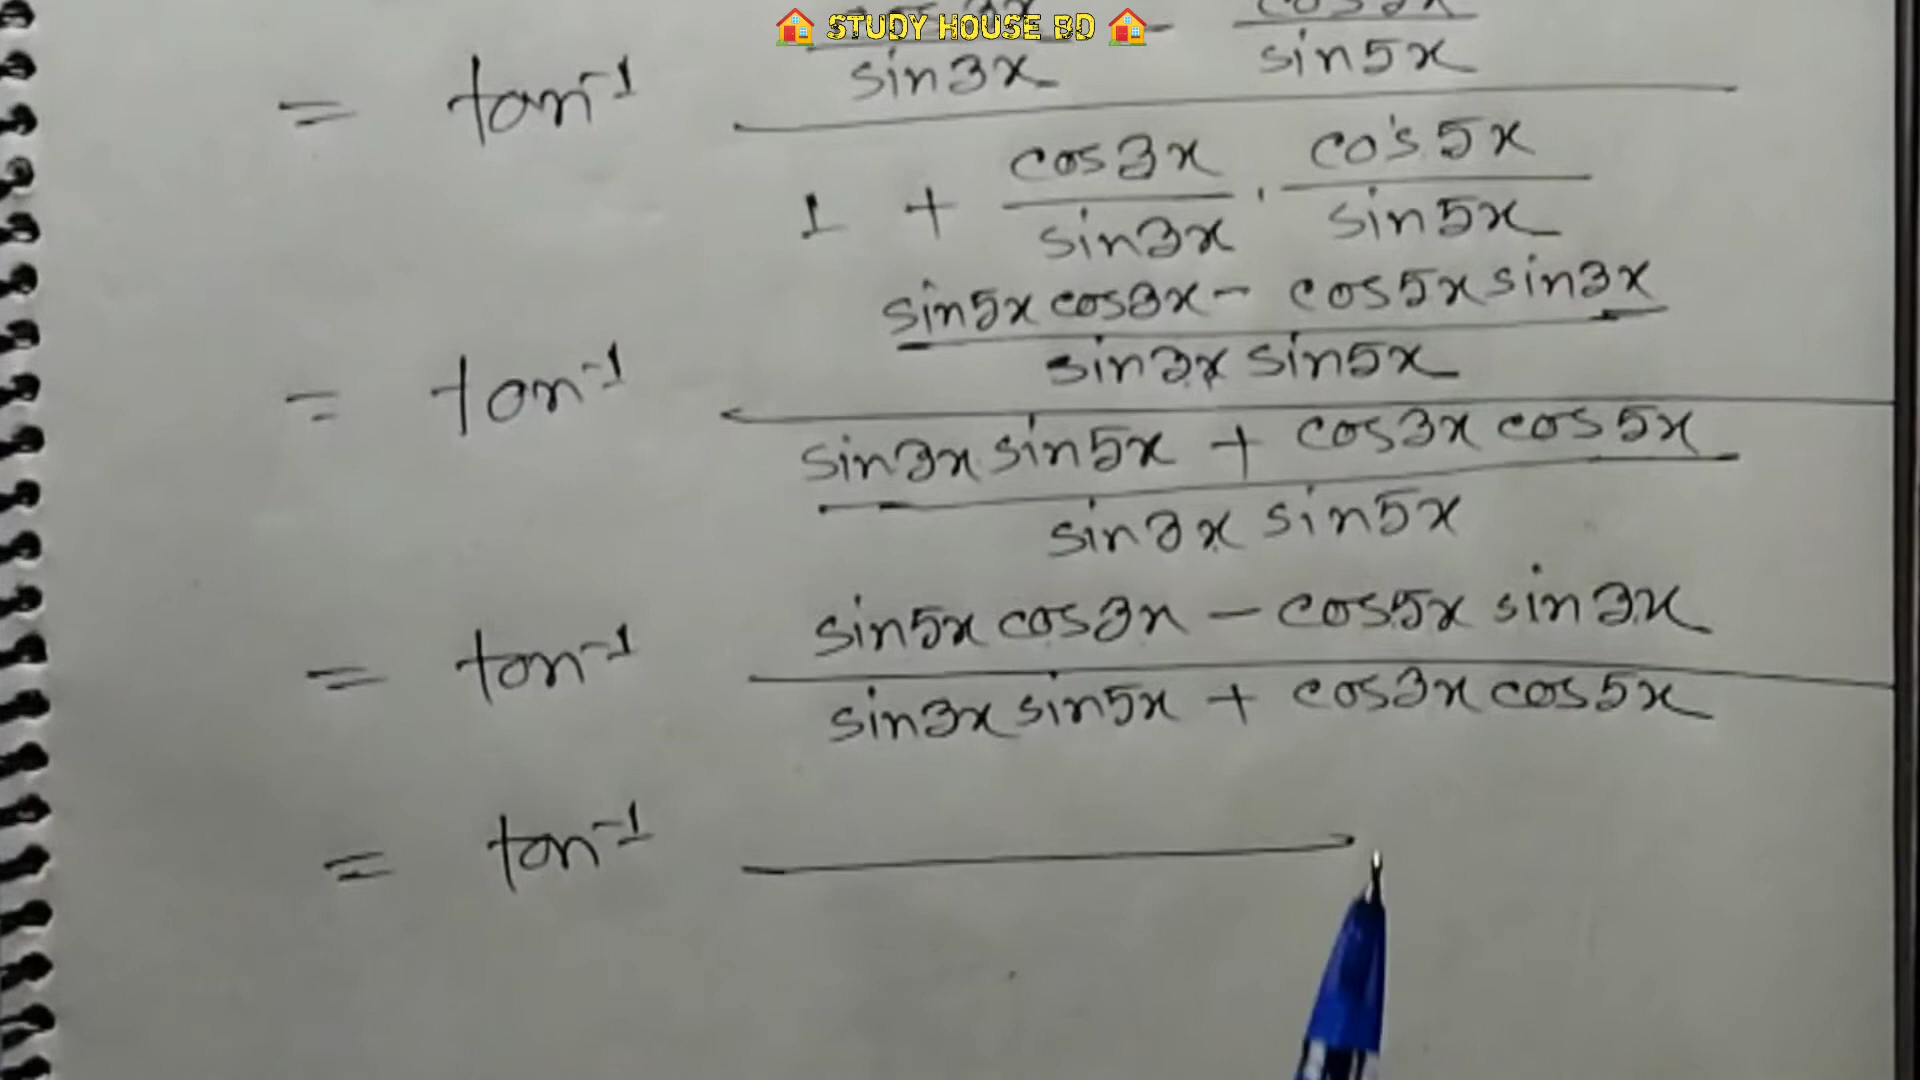 🏠 STUDY HOUSE BD 🏠
sin3x sin5x
= tan⁻¹
1 + cos3x/sin3x · cos5x/sin5x
sin5x cos3x - cos5x sin3x
sin3x sin5x
= tan⁻¹
sin3x sin5x + cos3x cos5x
sin3x sin5x
= tan⁻¹ sin5x cos3x - cos5x sin3x
sin3x sin5x + cos3x cos5x
= tan⁻¹